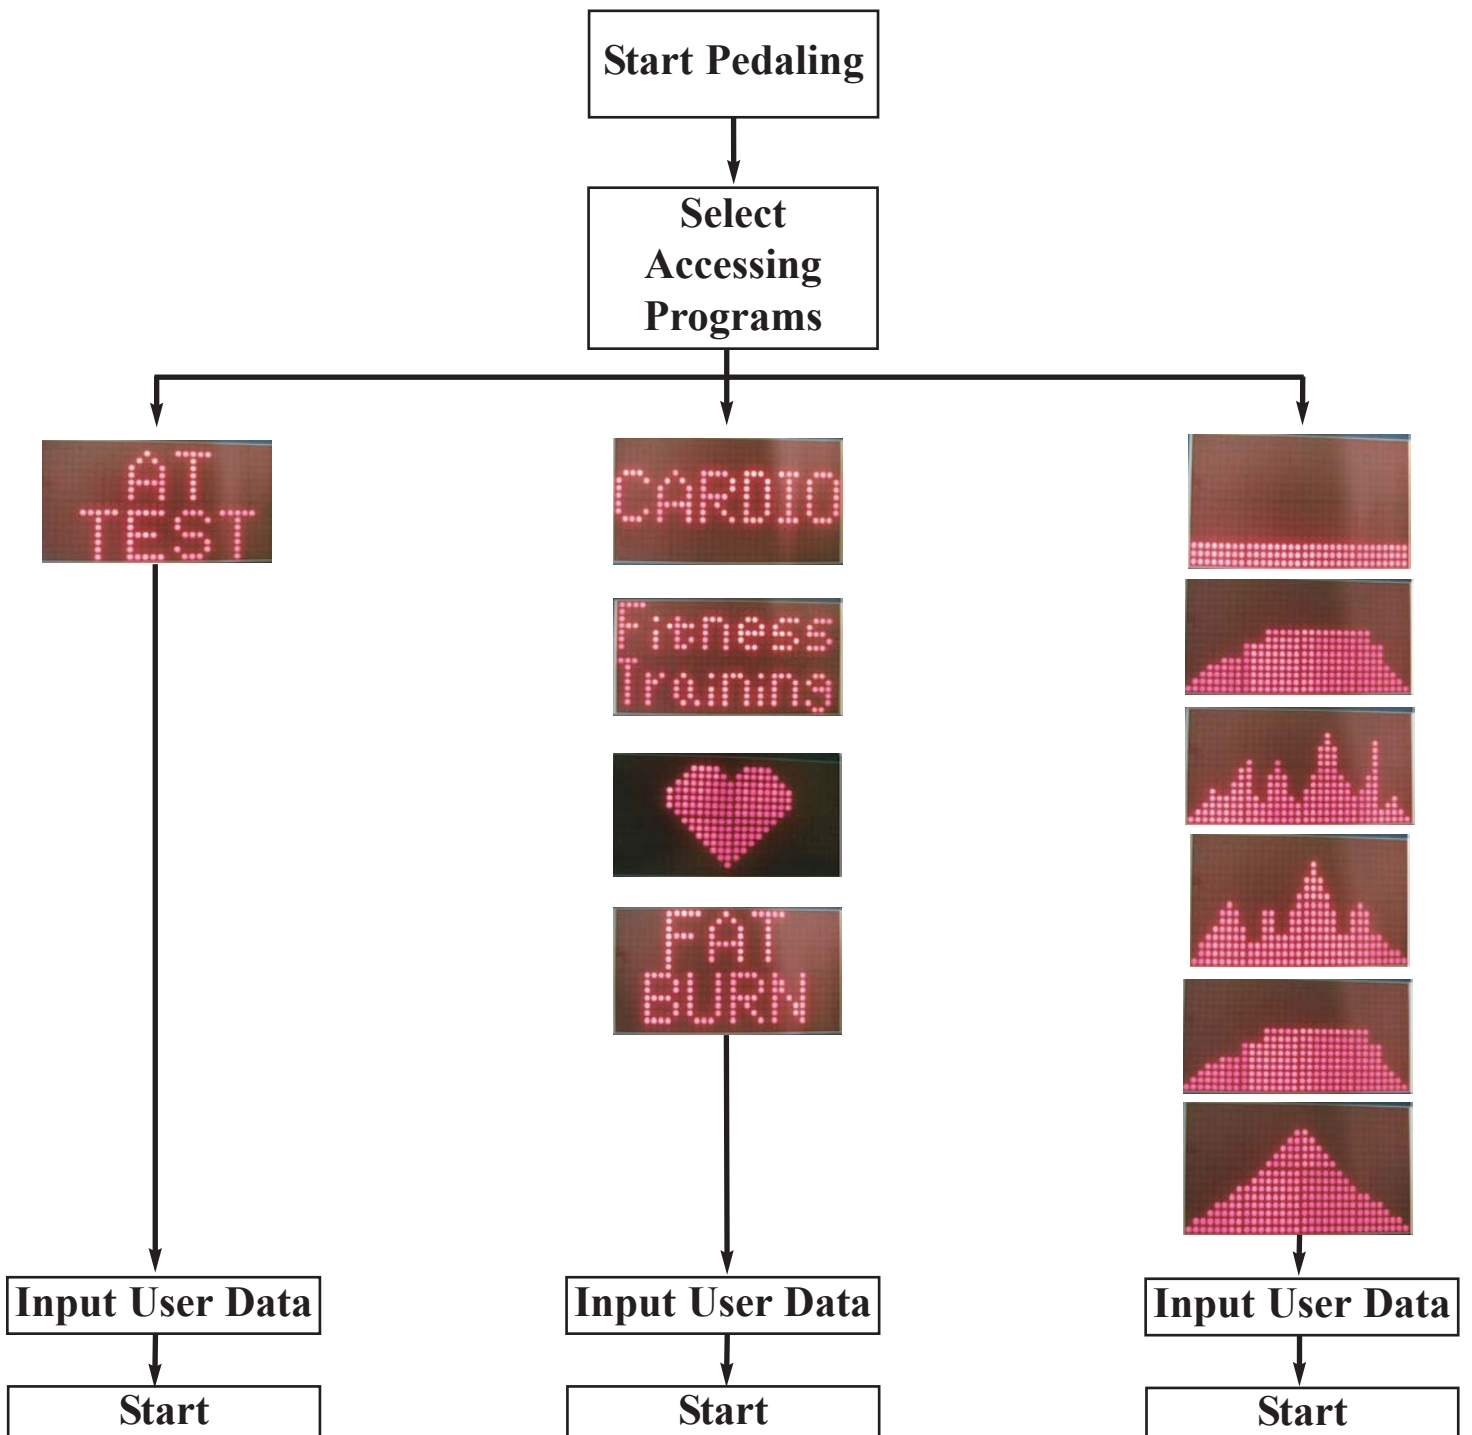 Start Pedaling
Select
Accessing
Programs
AT
TEST
CARDIO
Fitness
Training
FAT
BURN
Input User Data
Input User Data
Input User Data
Start
Start
Start